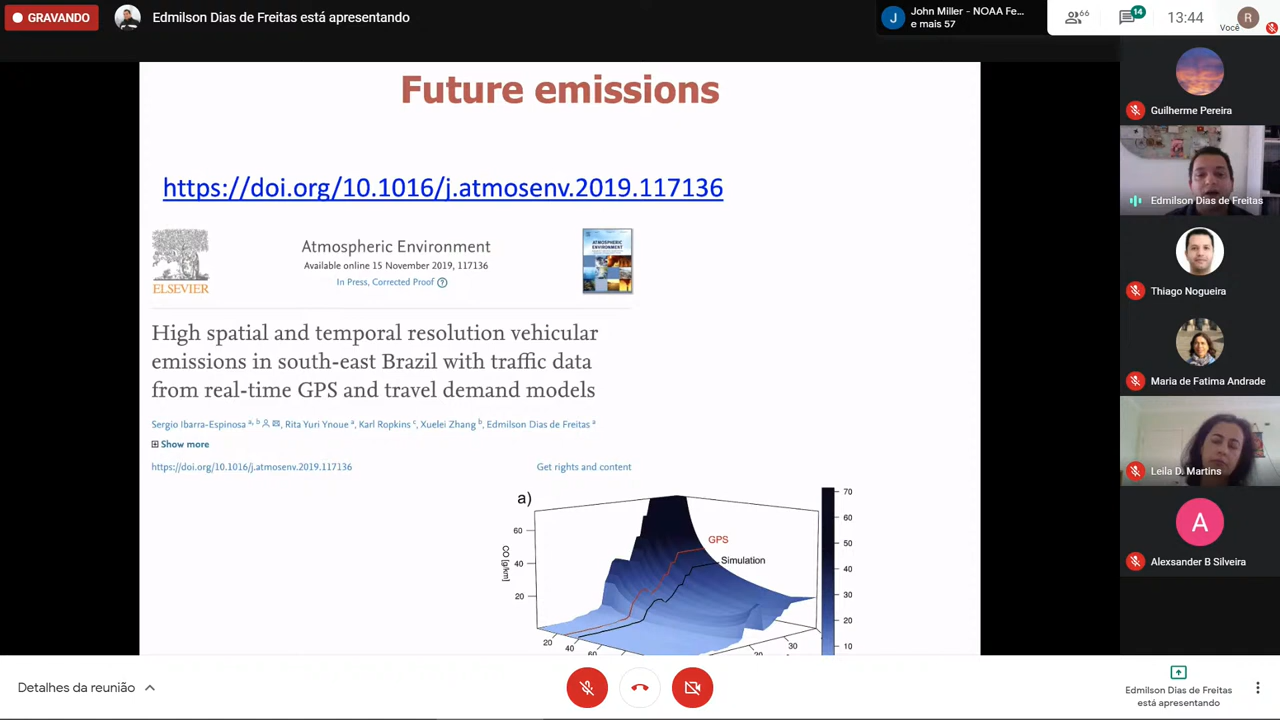 GRAVANDO
Edmilson Dias de Freitas está apresentando
J
John Miller - NOAA Fe...
e mais 57
66
14
13:44
Você
R
Future emissions
https://doi.org/10.1016/j.atmosenv.2019.117136
ELSEVIER
Atmospheric Environment
Available online 15 November 2019, 117136
In Press, Corrected Proof ?
ATMOSPHERIC
ENVIRONMENT
High spatial and temporal resolution vehicular
emissions in south-east Brazil with traffic data
from real-time GPS and travel demand models
Sergio Ibarra-Espinosa a, b, Rita Yuri Ynoue a, Karl Ropkins c, Xuelei Zhang b, Edmilson Dias de Freitas a
Show more
https://doi.org/10.1016/j.atmosenv.2019.117136
Get rights and content
a)
CO [g/km]
60
40
20
20
40
60
20
30
GPS
Simulation
70
60
50
40
30
20
10
Guilherme Pereira
Edmilson Dias de Freitas
Thiago Nogueira
Maria de Fatima Andrade
Leila D. Martins
A
Alexsander B Silveira
Detalhes da reunião
Edmilson Dias de Freitas
está apresentando